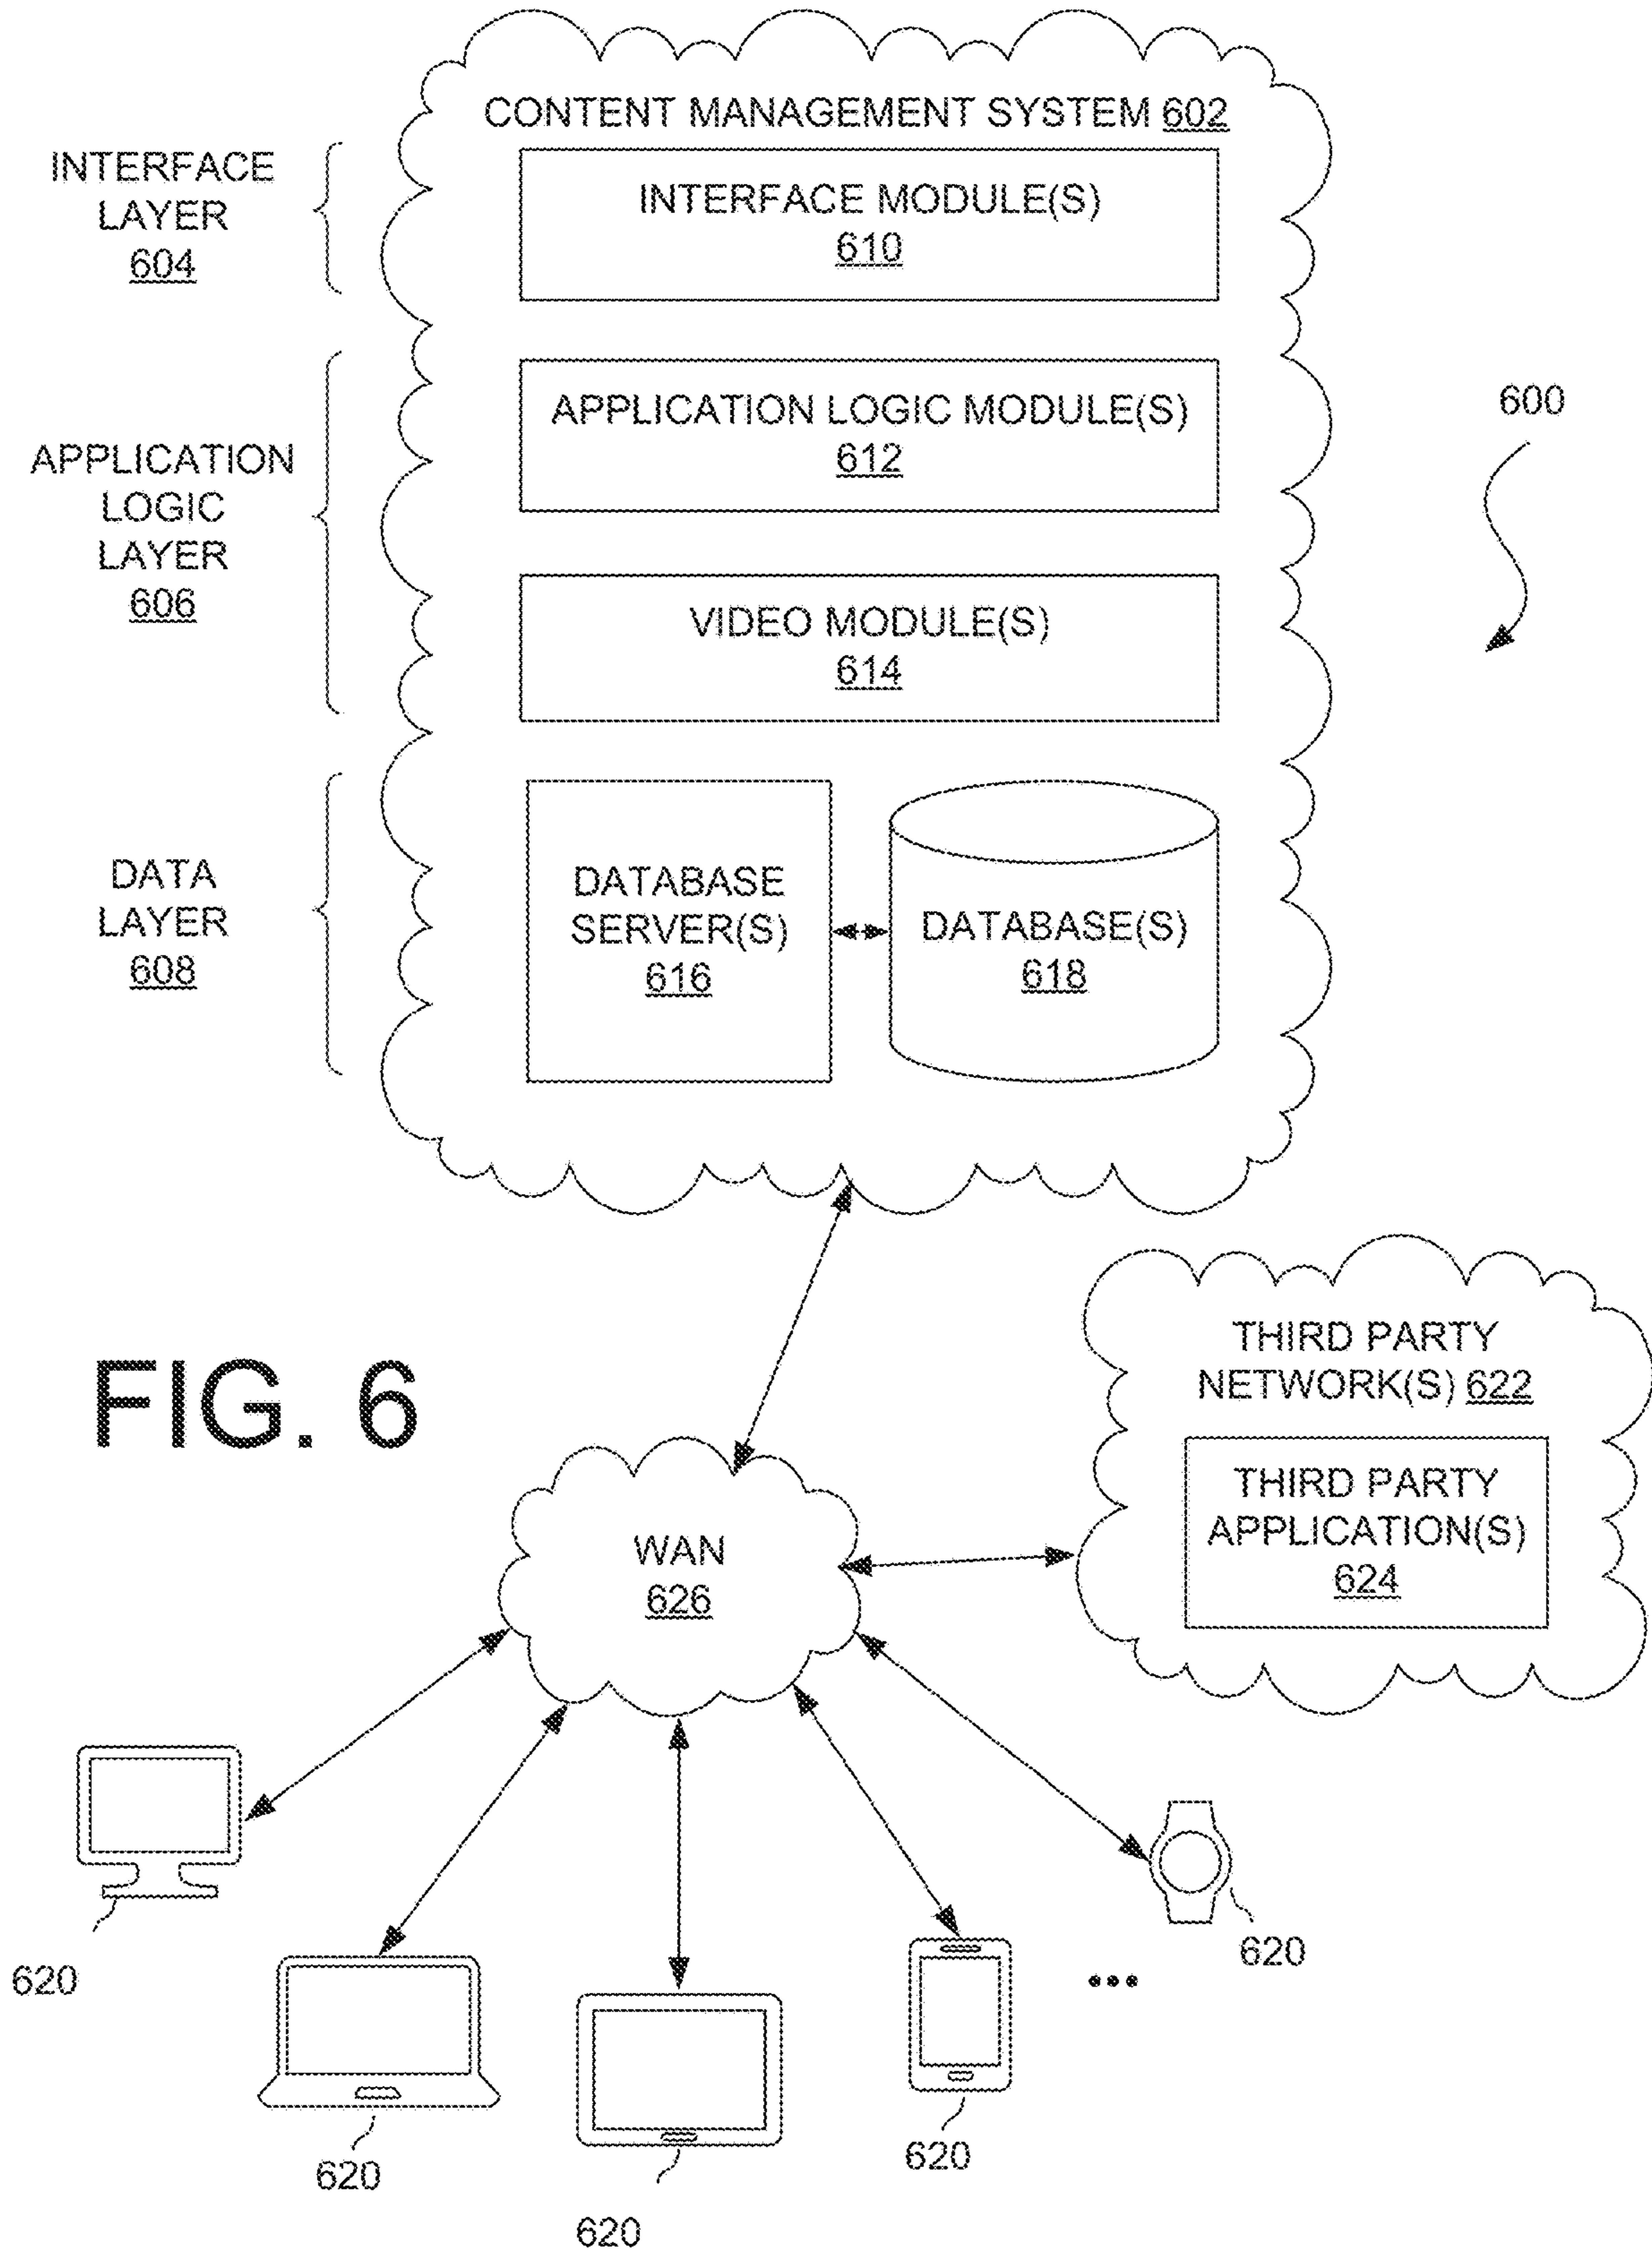 CONTENT MANAGEMENT SYSTEM 602
INTERFACE
LAYER
604
INTERFACE MODULE(S)
610
APPLICATION
LOGIC
LAYER
606
APPLICATION LOGIC MODULE(S)
612
600
VIDEO MODULE(S)
614
DATA
LAYER
608
DATABASE
SERVER(S)
616
DATABASE(S)
618
FIG. 6
THIRD PARTY
NETWORK(S) 622
THIRD PARTY
APPLICATION(S)
624
WAN
626
620
620
620
620
...
620